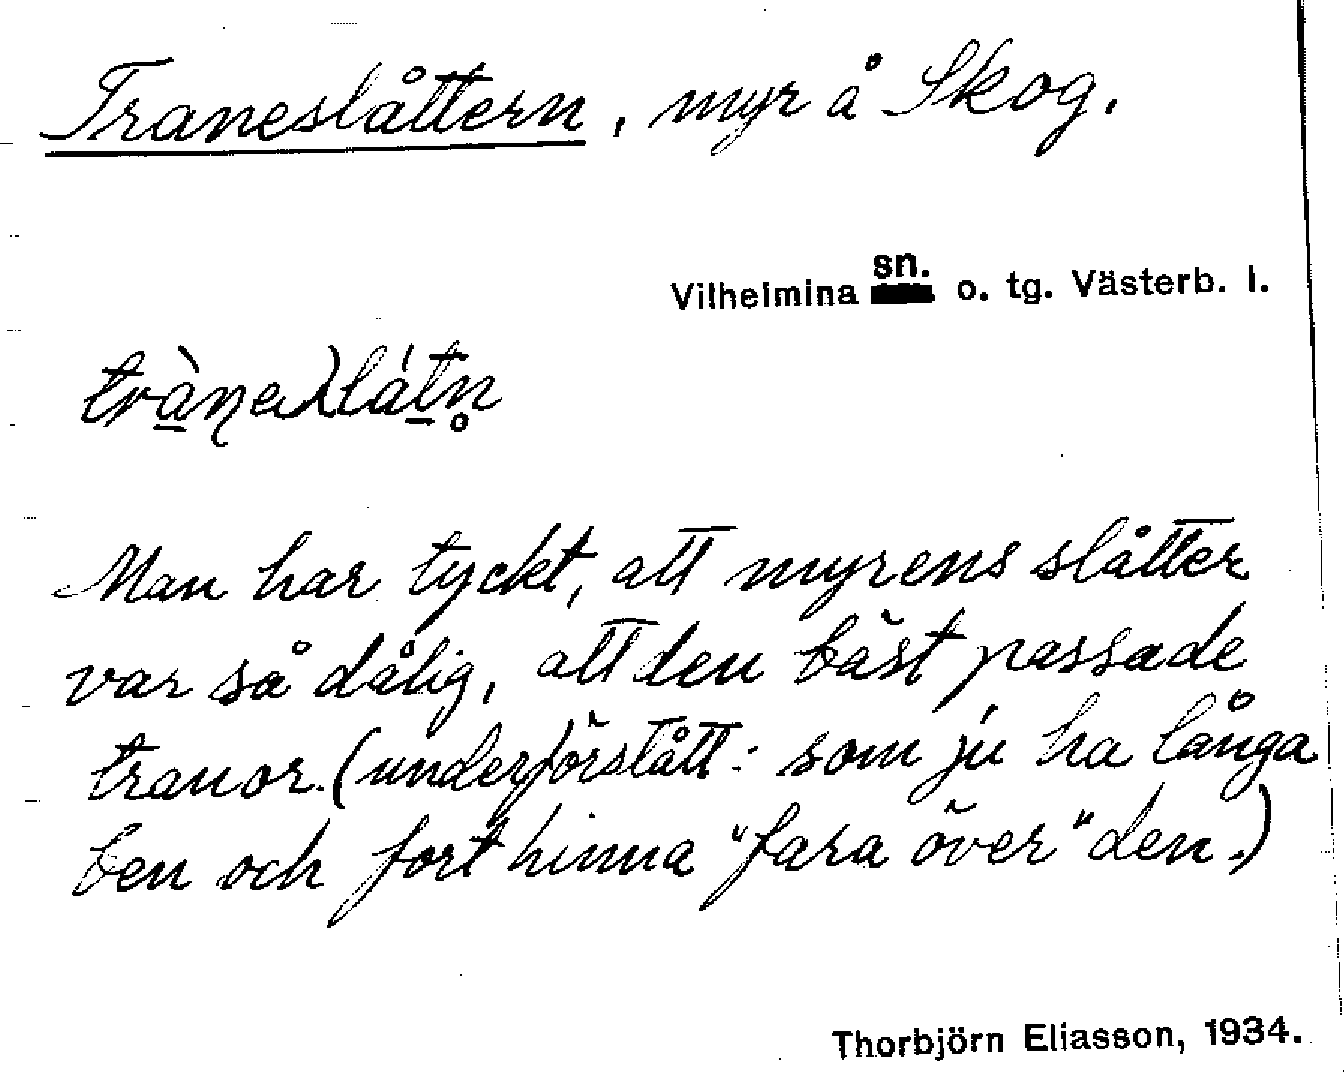 Traneslåttern, myr å Skog.
Vilhelmina sn. o. tg. Västerb. l.
Man har tyckt, att myrens slåtter
var så dålig, att den bäst passade
tranor. (underförstått: som ju ha långa
ben och fort hinna "fara över" den.)
Thorbjörn Eliasson, 1934.